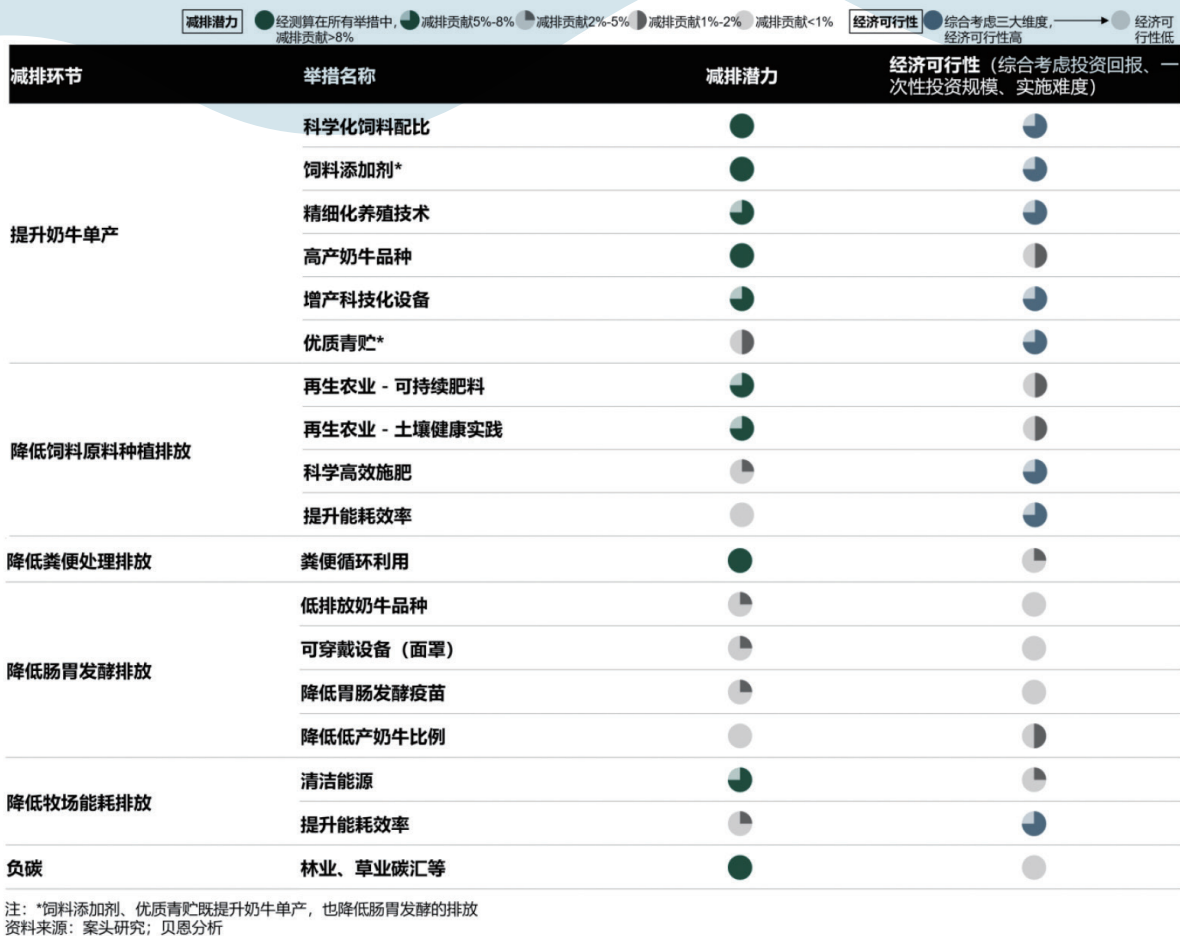 减排潜力 经测算在所有举措中, 减排贡献5%-8% 减排贡献2%-5% 减排贡献1%-2% 减排贡献<1% 经济可行性 综合考虑三大维度, 经济可
减排贡献>8% 经济可行性高 行性低
减排环节 举措名称 减排潜力 经济可行性（综合考虑投资回报、一
次性投资规模、实施难度）
提升奶牛单产
科学化饲料配比
饲料添加剂*
精细化养殖技术
高产奶牛品种
增产科技化设备
优质青贮*
降低饲料原料种植排放
再生农业 - 可持续肥料
再生农业 - 土壤健康实践
科学高效施肥
提升能耗效率
降低粪便处理排放 粪便循环利用
降低肠胃发酵排放
低排放奶牛品种
可穿戴设备（面罩）
降低胃肠发酵疫苗
降低低产奶牛比例
降低牧场能耗排放
清洁能源
提升能耗效率
负碳 林业、草业碳汇等
注：*饲料添加剂、优质青贮既提升奶牛单产，也降低肠胃发酵的排放
资料来源：案头研究；贝恩分析